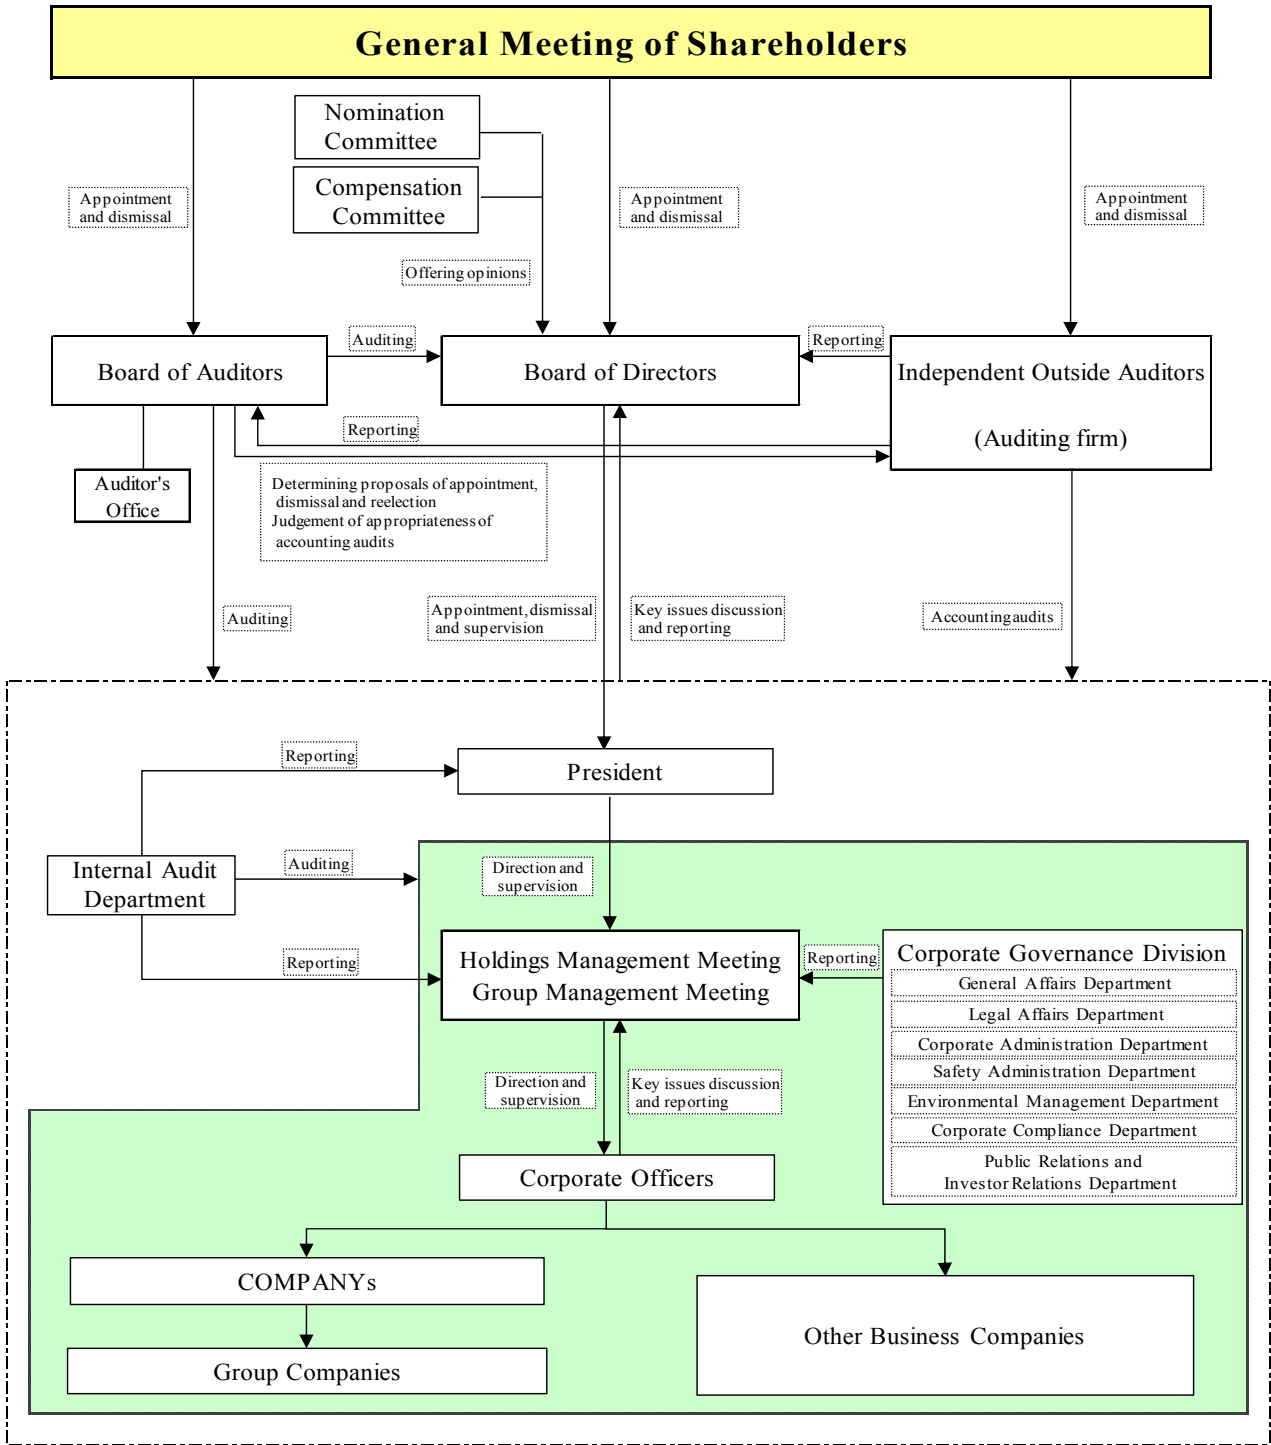 General Meeting of Shareholders
Nomination
Committee
Compensation
Committee
Appointment
and dismissal
Appointment
and dismissal
Appointment
and dismissal
Offering opinions
Board of Auditors
Auditing
Board of Directors
Reporting
Independent Outside Auditors
(Auditing firm)
Reporting
Auditor's
Office
Determining proposals of appointment,
dismissal and reelection
Judgement of appropriateness of
accounting audits
Auditing
Appointment, dismissal
and supervision
Key issues discussion
and reporting
Accounting audits
Reporting
President
Internal Audit
Department
Auditing
Direction and
supervision
Reporting
Holdings Management Meeting
Group Management Meeting
Reporting
Corporate Governance Division
General Affairs Department
Legal Affairs Department
Corporate Administration Department
Safety Administration Department
Environmental Management Department
Corporate Compliance Department
Public Relations and
Investor Relations Department
Direction and
supervision
Key issues discussion
and reporting
Corporate Officers
COMPANYs
Group Companies
Other Business Companies